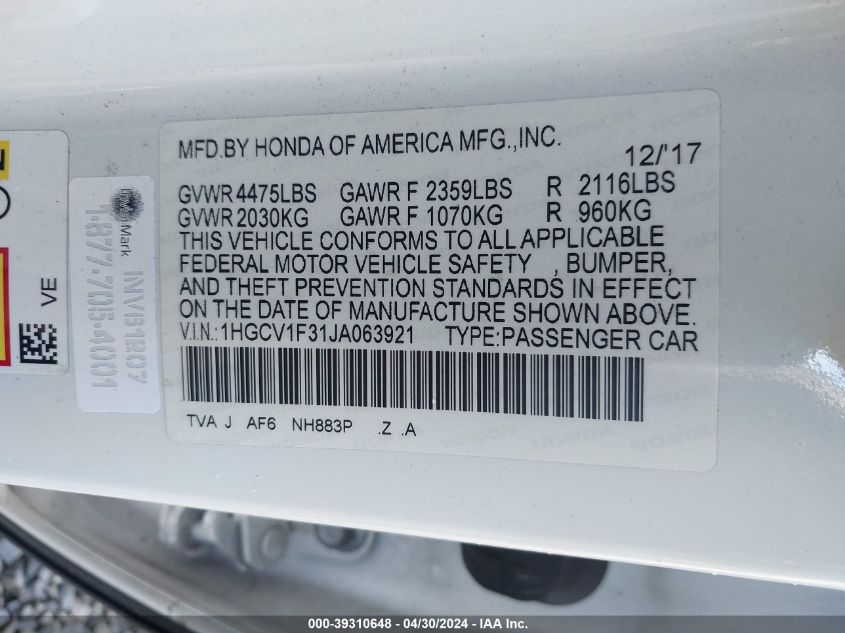 MFD.BY HONDA OF AMERICA MFG.,INC.
12/'17
GVWR 4475LBS GAWR F 2359LBS R 2116LBS
GVWR 2030KG GAWR F 1070KG R 960KG
THIS VEHICLE CONFORMS TO ALL APPLICABLE
FEDERAL MOTOR VEHICLE SAFETY , BUMPER,
AND THEFT PREVENTION STANDARDS IN EFFECT
ON THE DATE OF MANUFACTURE SHOWN ABOVE.
V.I.N.:1HGCV1F31JA063921 TYPE:PASSENGER CAR
TVA J AF6 NH883P .Z .A
InvisiMark
1.877.705.4001
VE
000-39310648 - 04/30/2024 - IAA Inc.